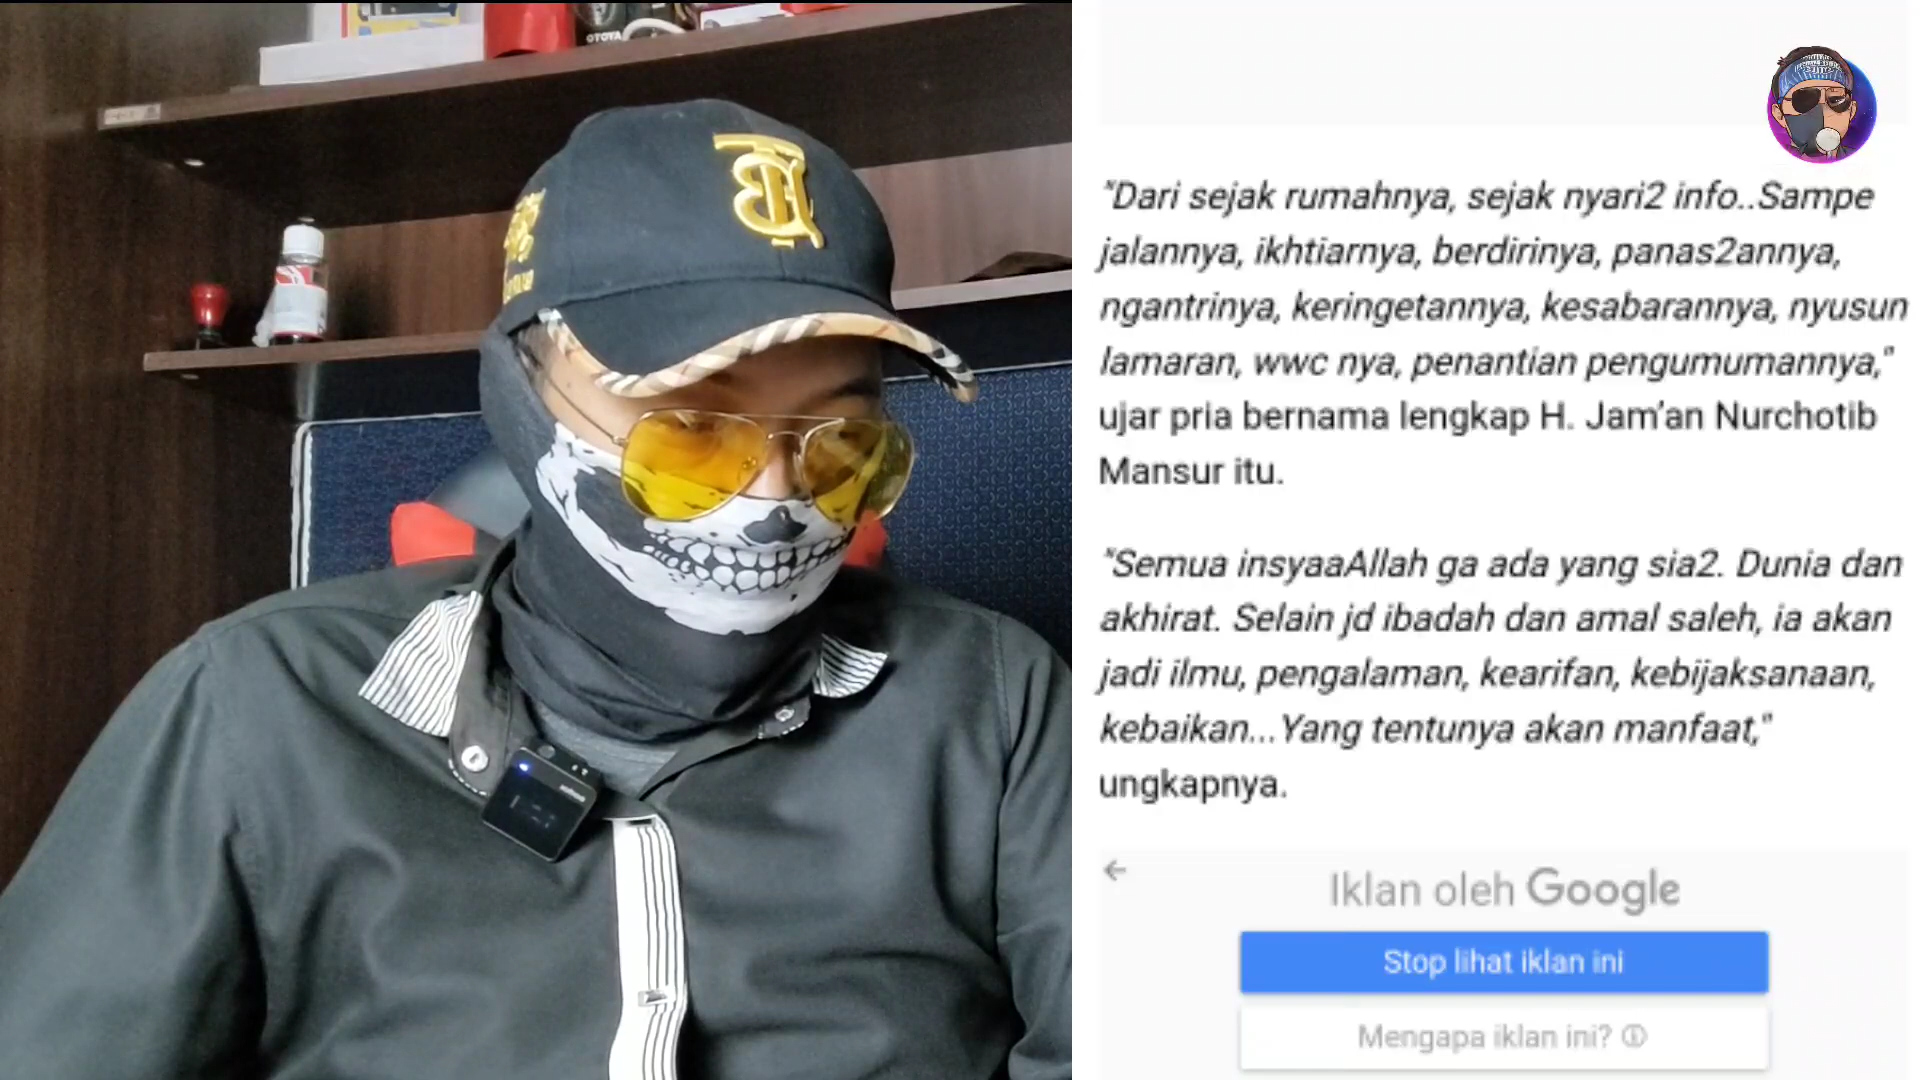 OTOYA
"Dari sejak rumahnya, sejak nyari2 info..Sampe
jalannya, ikhtiarnya, berdirinya, panas2annya,
ngantrinya, keringetannya, kesabarannya, nyusun
lamaran, wwc nya, penantian pengumumannya,"
ujar pria bernama lengkap H. Jam'an Nurchotib
Mansur itu.
"Semua insyaaAllah ga ada yang sia2. Dunia dan
akhirat. Selain jd ibadah dan amal saleh, ia akan
jadi ilmu, pengalaman, kearifan, kebijaksanaan,
kebaikan...Yang tentunya akan manfaat,"
ungkapnya.
Iklan oleh Google
Stop lihat iklan ini
Mengapa iklan ini?